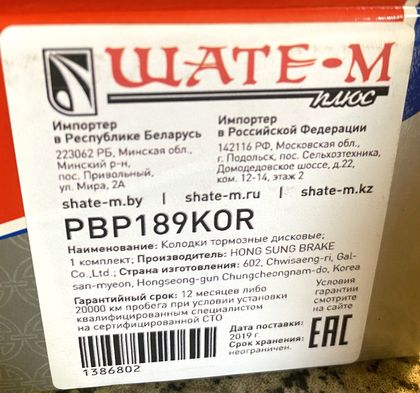 ШАТЕ-М
ПЛЮС
Импортер
в Республике Беларусь
223062 РБ, Минская обл.,
Минский р-н,
пос. Привольный,
ул. Мира, 2А
Импортер
в Российской Федерации
142116 РФ, Московская обл.,
г. Подольск, пос. Сельхозтехника,
Домодедовское шоссе, д.22,
ком. 12-14, этаж 2
shate-m.by / shate-m.ru / shate-m.kz
PBP189KOR
Наименование: Колодки тормозные дисковые;
1 комплект; Производитель: HONG SUNG BRAKE
Co.,Ltd.; Страна изготовления: 602, Chwisaeng-ri, Gal-
san-myeon, Hongseong-gun Chungcheongnam-do, Korea
Гарантийный срок: 12 месяцев либо
20000 км пробега при условии установки
квалифицированным специалистом
на сертифицированной СТО
Условия
гарантии
смотрите
на сайте
1386802
Дата поставки:
2019 г.
Срок хранения:
неограничен.
EAC